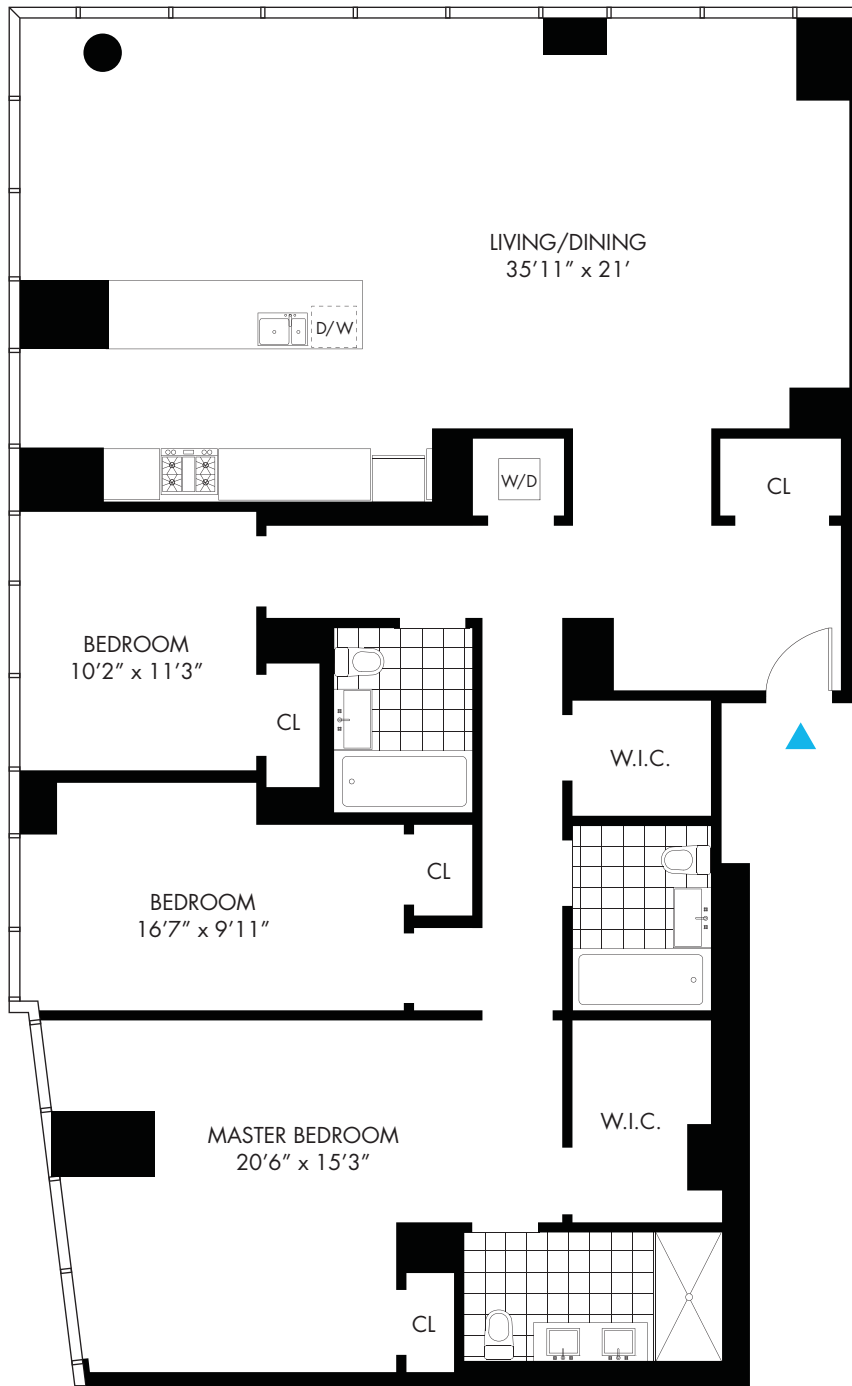 LIVING/DINING
35’11” x 21’
D/W
W/D
CL
BEDROOM
10’2” x 11’3”
CL
W.I.C.
CL
BEDROOM
16’7” x 9’11”
W.I.C.
MASTER BEDROOM
20’6” x 15’3”
CL